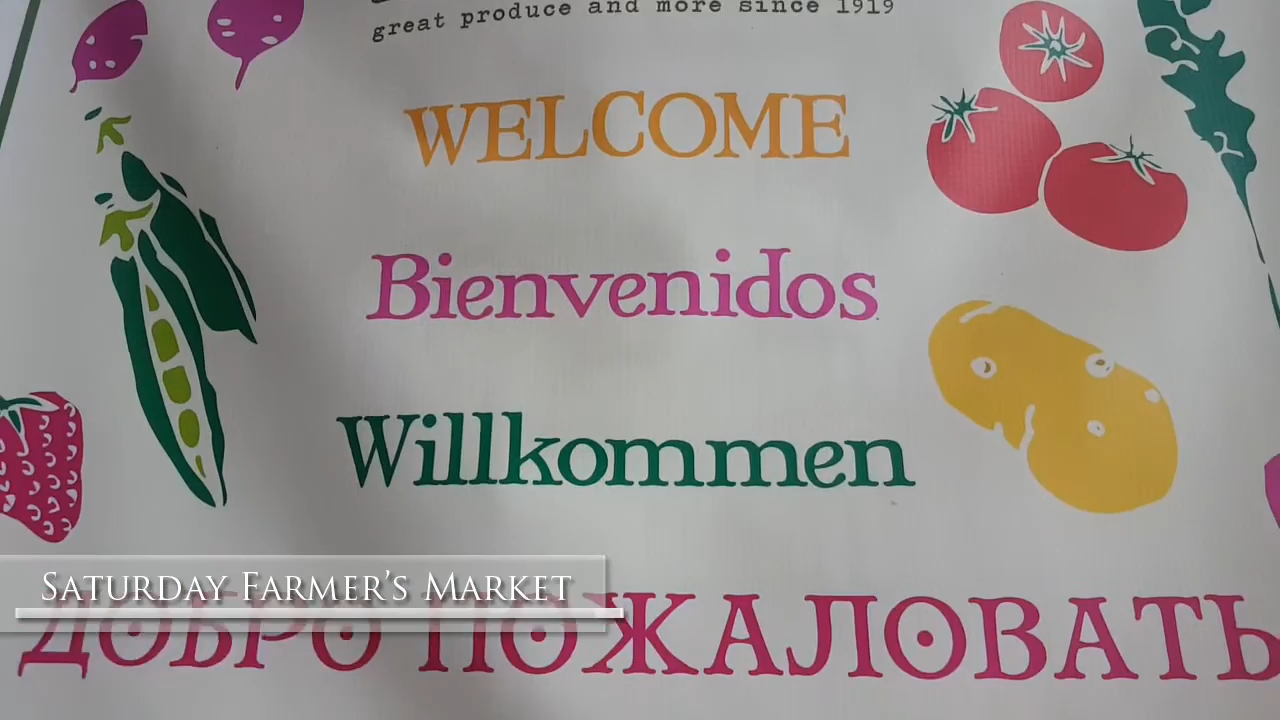 great produce and more since 1919
WELCOME
Bienvenidos
Willkommen
Saturday Farmer's Market
ДОБРО ПОЖАЛОВАТЬ